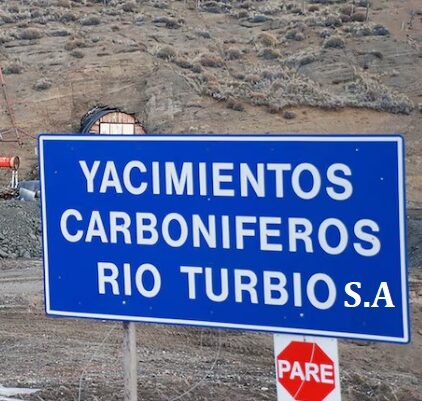 YACIMIENTOS
CARBONIFEROS
RIO TURBIO S.A
PARE